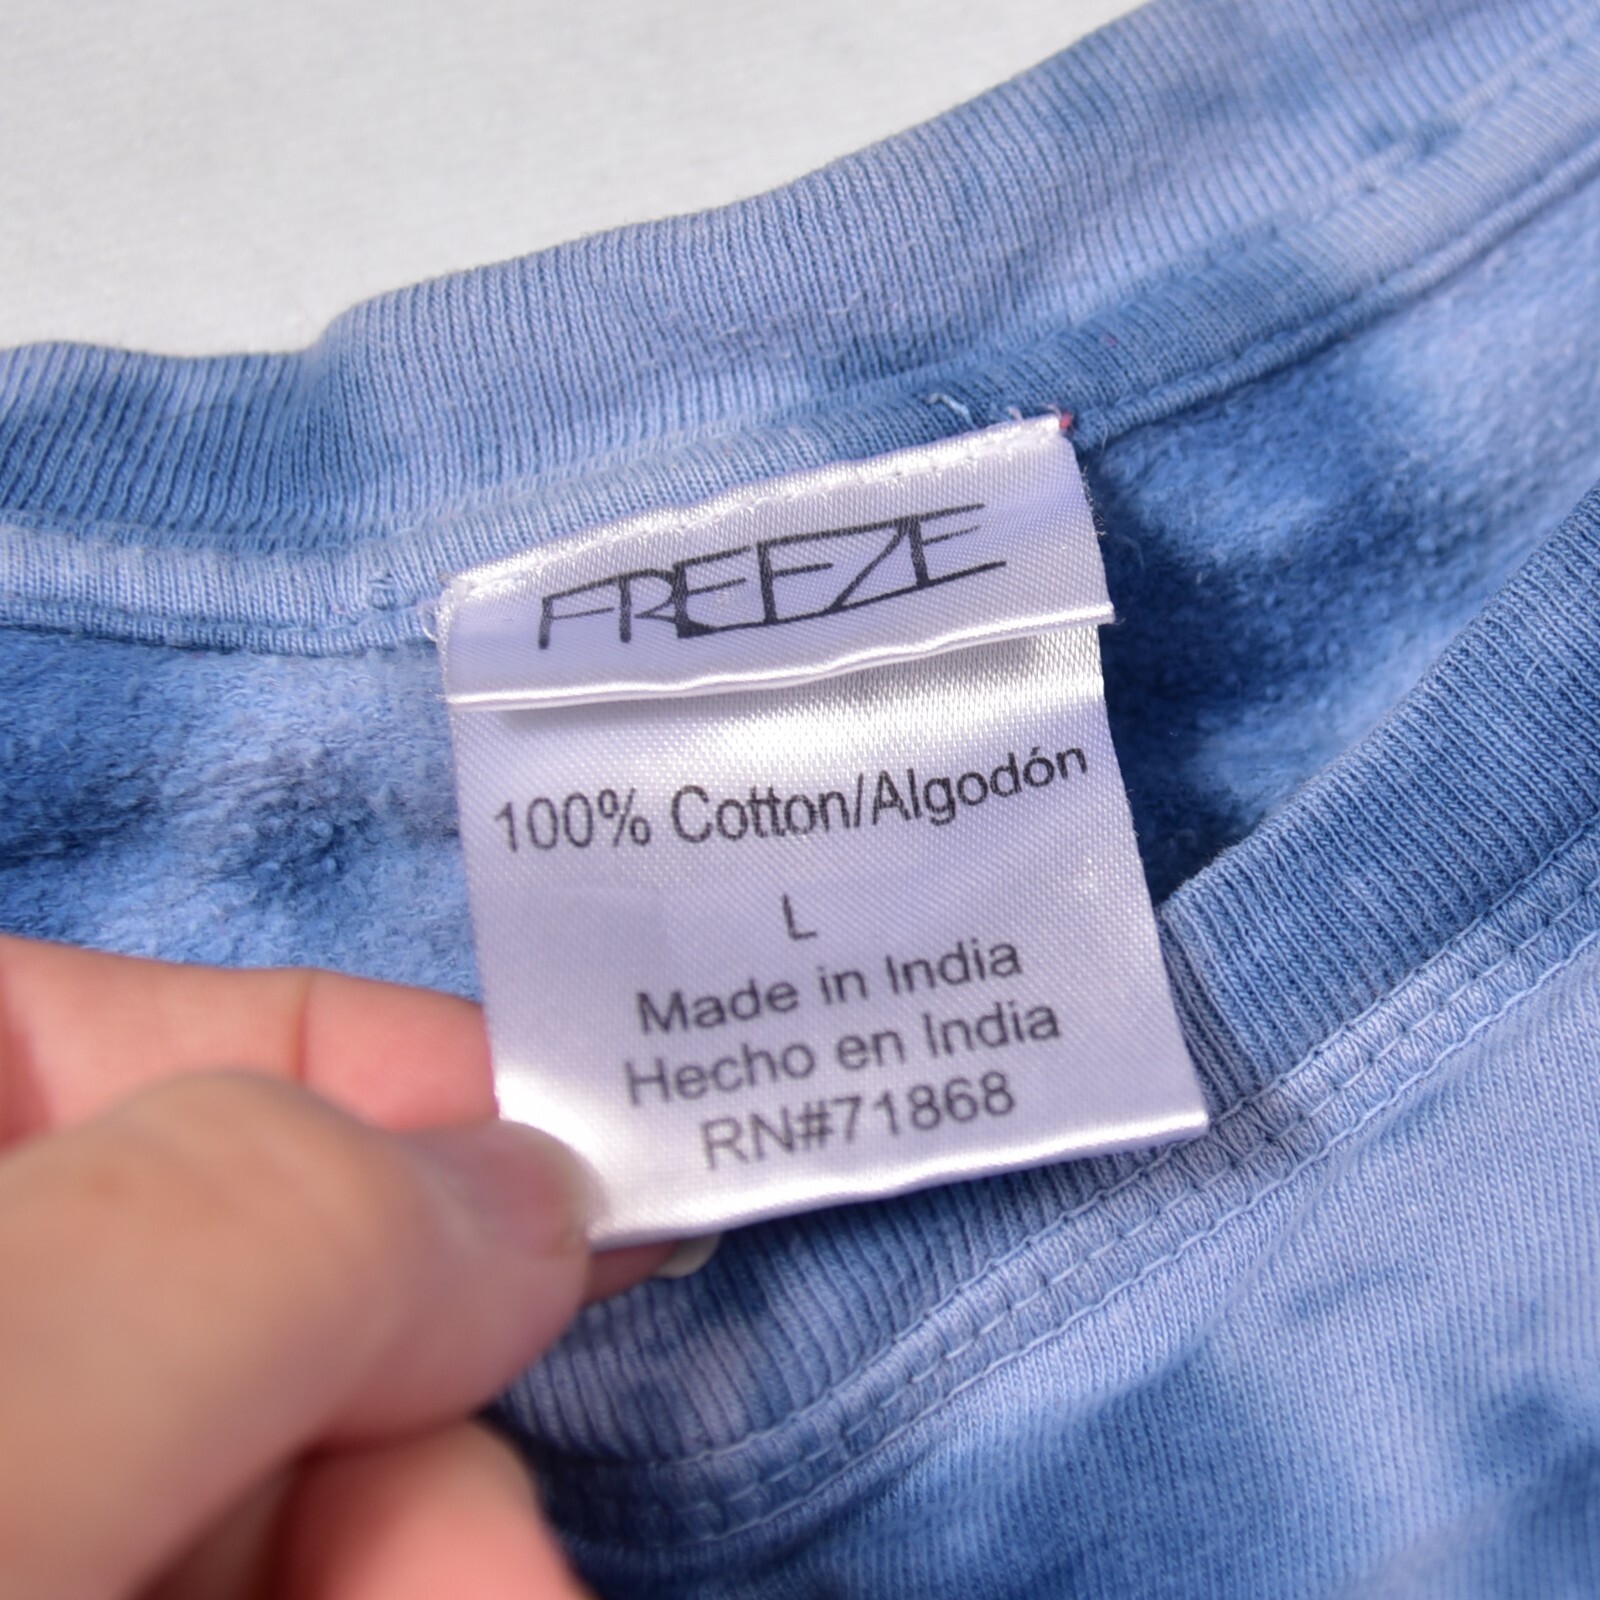 FREEZE
100% Cotton/Algodón
L
Made in India
Hecho en India
RN#71868